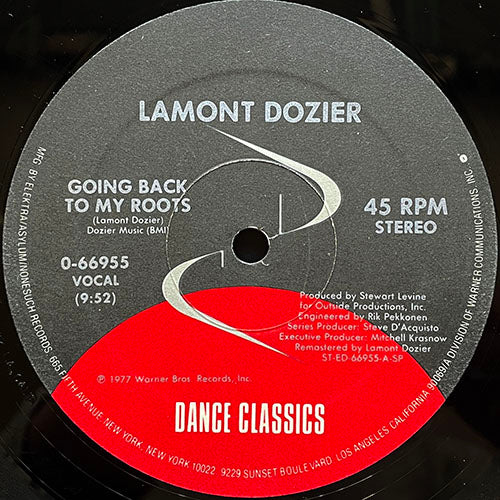 LAMONT DOZIER
GOING BACK
TO MY ROOTS
(Lamont Dozier)
Dozier Music (BMI)
0-66955
VOCAL
(9:52)
45 RPM
STEREO
Produced by Stewart Levine
for Outside Productions, Inc.
Engineered by Rik Pekkonen
Series Producer: Steve D'Acquisto
Executive Producer: Mitchell Krasnow
Remastered by Lamont Dozier
ST-ED-66955-A-SP
℗ 1977 Warner Bros. Records, Inc.
DANCE CLASSICS
MFG. BY ELEKTRA/ASYLUM/NONESUCH RECORDS, 665 FIFTH AVENUE, NEW YORK, NEW YORK 10022 9229 SUNSET BOULEVARD, LOS ANGELES, CALIFORNIA 90069/A DIVISION OF WARNER COMMUNICATIONS INC.